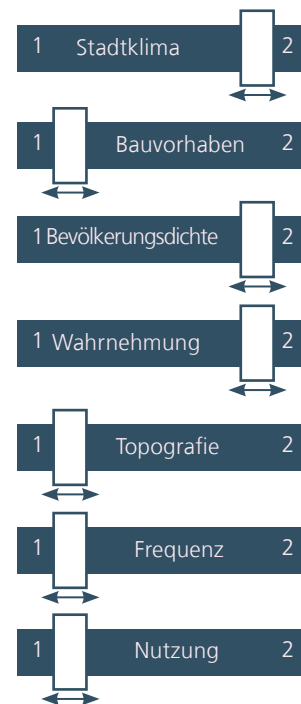 1 Stadtklima 2
1 Bauvorhaben 2
1 Bevölkerungsdichte 2
1 Wahrnehmung 2
1 Topografie 2
1 Frequenz 2
1 Nutzung 2